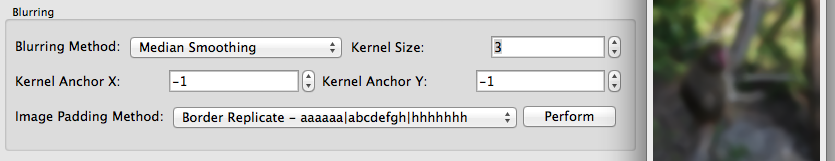 Blurring
Blurring Method: Median Smoothing Kernel Size: 3
Kernel Anchor X: -1 Kernel Anchor Y: -1
Image Padding Method: Border Replicate - aaaaaa|abcdefgh|hhhhhhh Perform